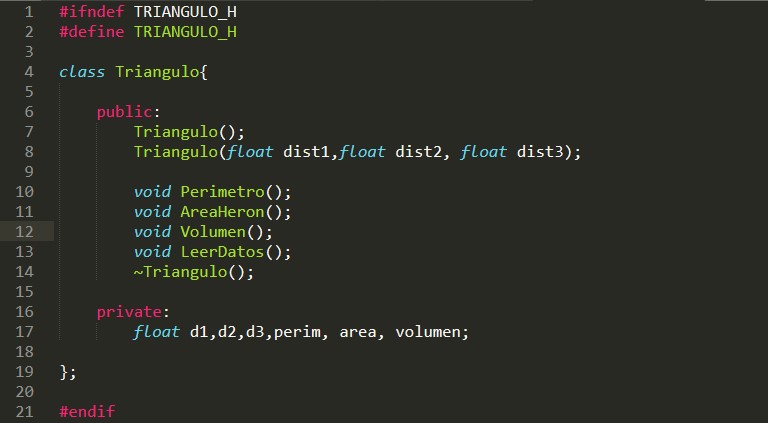 1 #ifndef TRIANGULO_H
2 #define TRIANGULO_H
3
4 class Triangulo{
5
6 public:
7 Triangulo();
8 Triangulo(float dist1,float dist2, float dist3);
9
10 void Perimetro();
11 void AreaHeron();
12 void Volumen();
13 void LeerDatos();
14 ~Triangulo();
15
16 private:
17 float d1,d2,d3,perim, area, volumen;
18
19 };
20
21 #endif